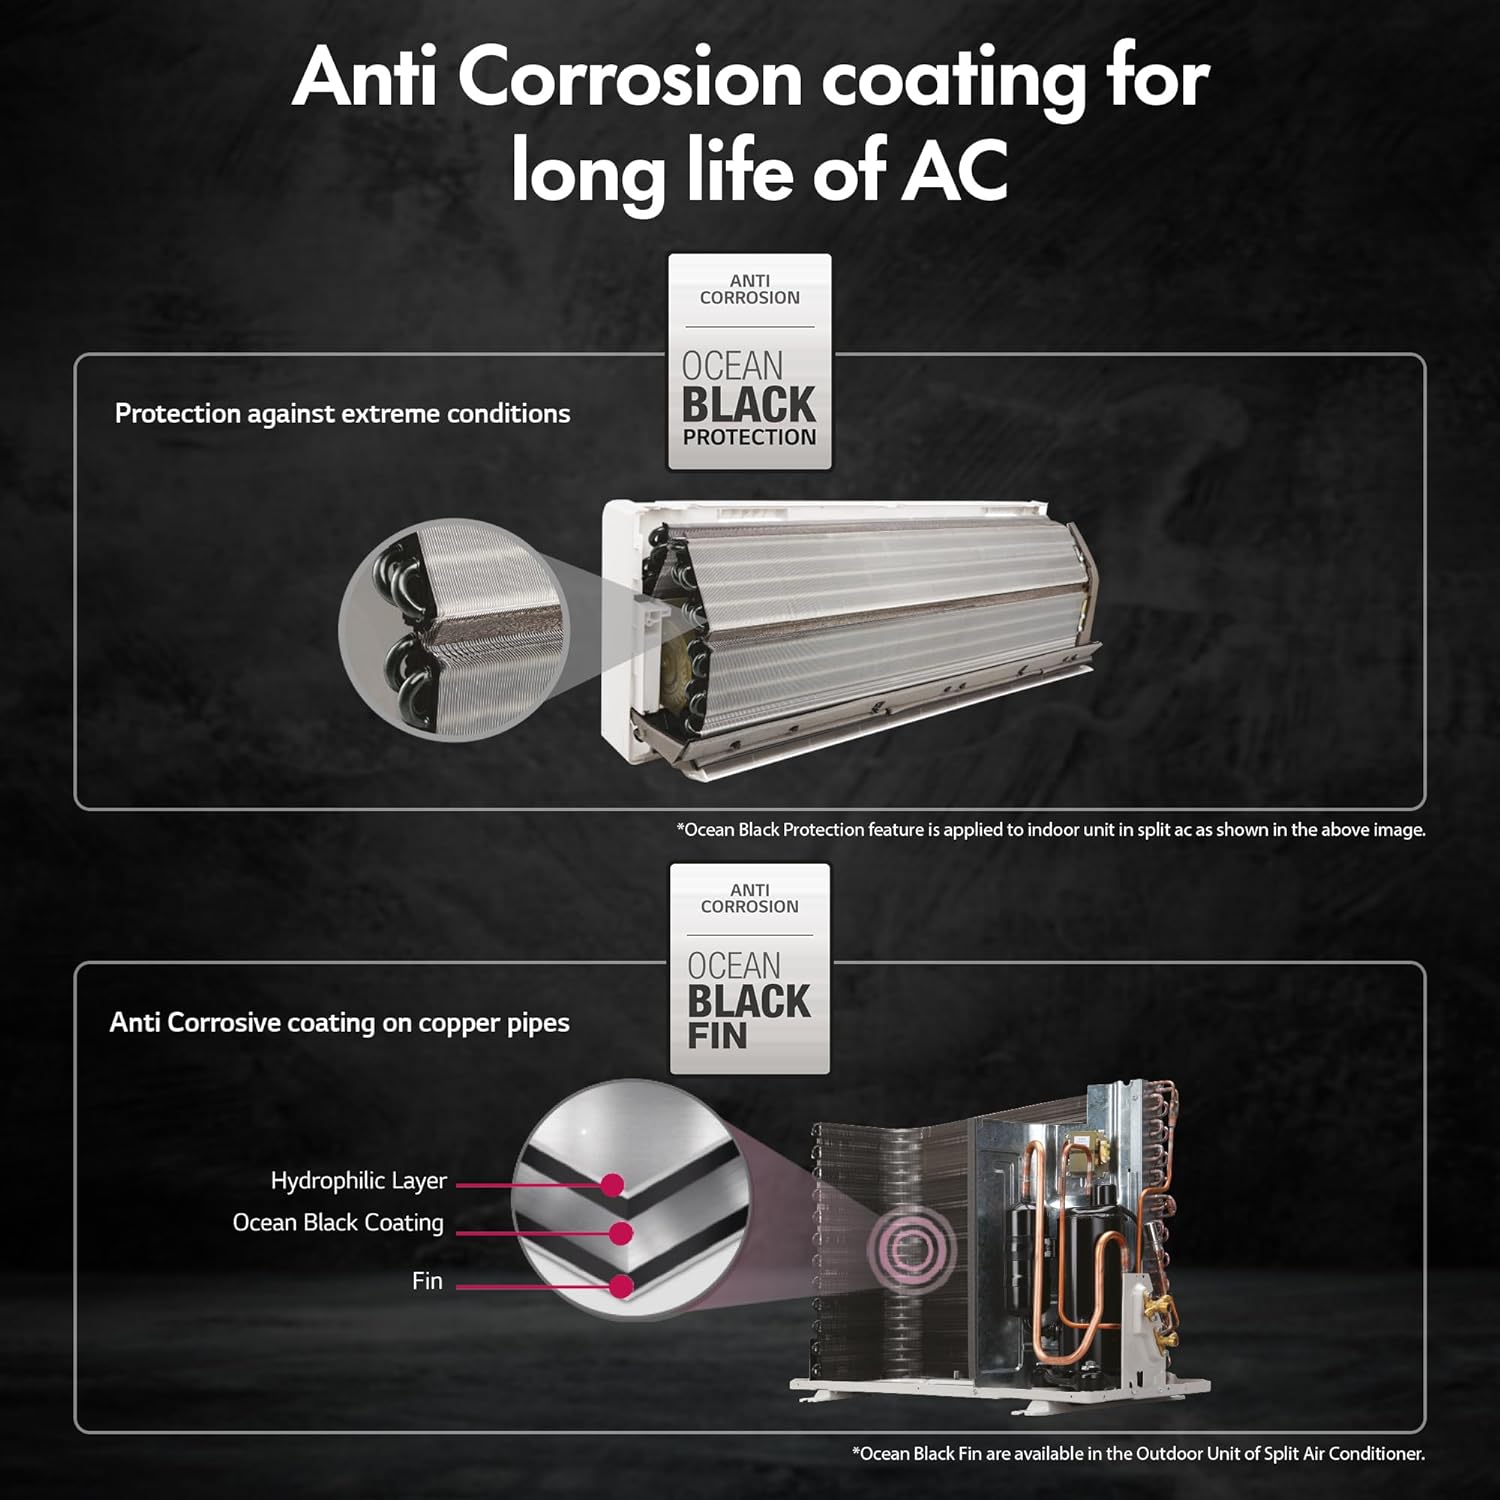 Anti Corrosion coating for
long life of AC
ANTI
CORROSION
OCEAN
BLACK
PROTECTION
Protection against extreme conditions
*Ocean Black Protection feature is applied to indoor unit in split ac as shown in the above image.
ANTI
CORROSION
OCEAN
BLACK
FIN
Anti Corrosive coating on copper pipes
Hydrophilic Layer
Ocean Black Coating
Fin
*Ocean Black Fin are available in the Outdoor Unit of Split Air Conditioner.